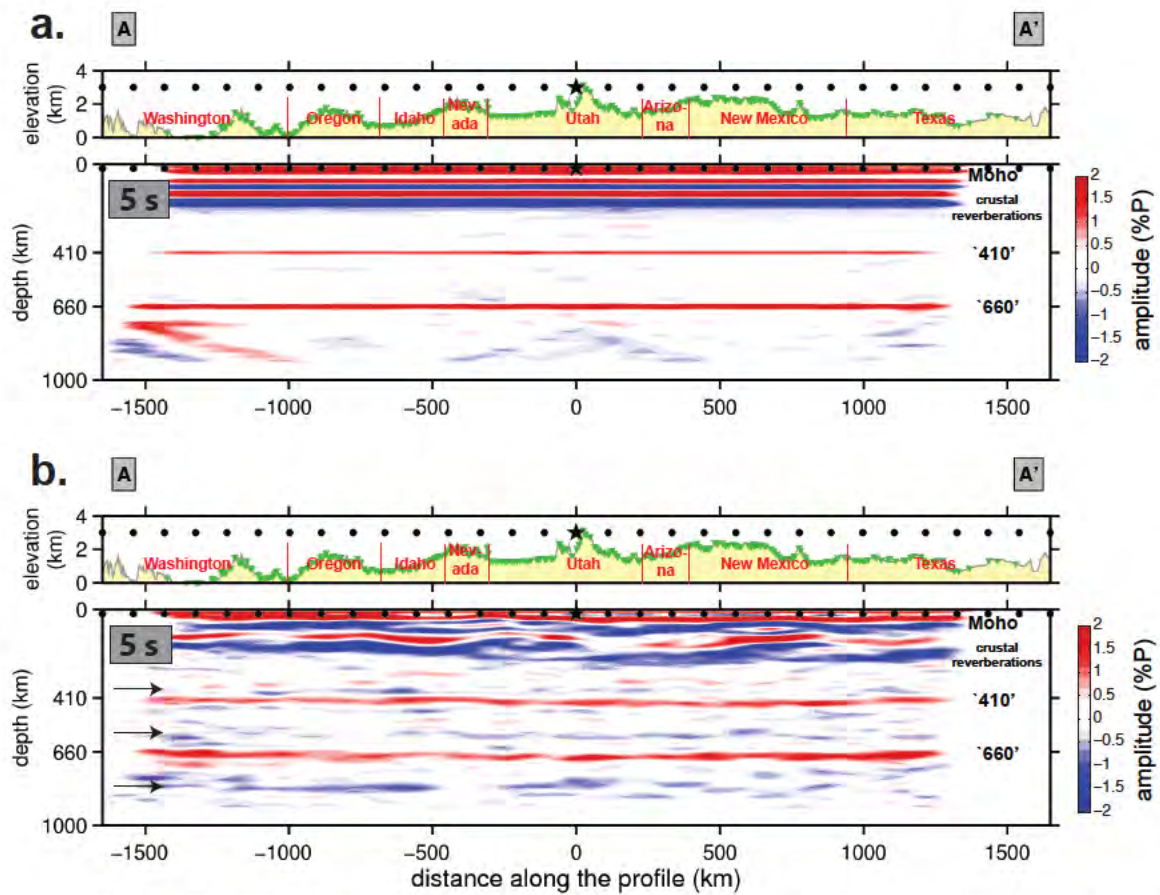 a.
A
A'
4
2
0
elevation
(km)
Washington
Oregon
Idaho
Nev-
ada
Utah
Arizo-
na
New Mexico
Texas
0
410
660
1000
depth (km)
5 s
Moho
crustal
reverberations
`410'
`660'
2
1.5
1
0.5
0
−0.5
−1
−1.5
−2
amplitude (%P)
−1500
−1000
−500
0
500
1000
1500
b.
A
A'
4
2
0
elevation
(km)
Washington
Oregon
Idaho
Nev-
ada
Utah
Arizo-
na
New Mexico
Texas
0
410
660
1000
depth (km)
5 s
Moho
crustal
reverberations
`410'
`660'
2
1.5
1
0.5
0
−0.5
−1
−1.5
−2
amplitude (%P)
−1500
−1000
−500
0
500
1000
1500
distance along the profile (km)